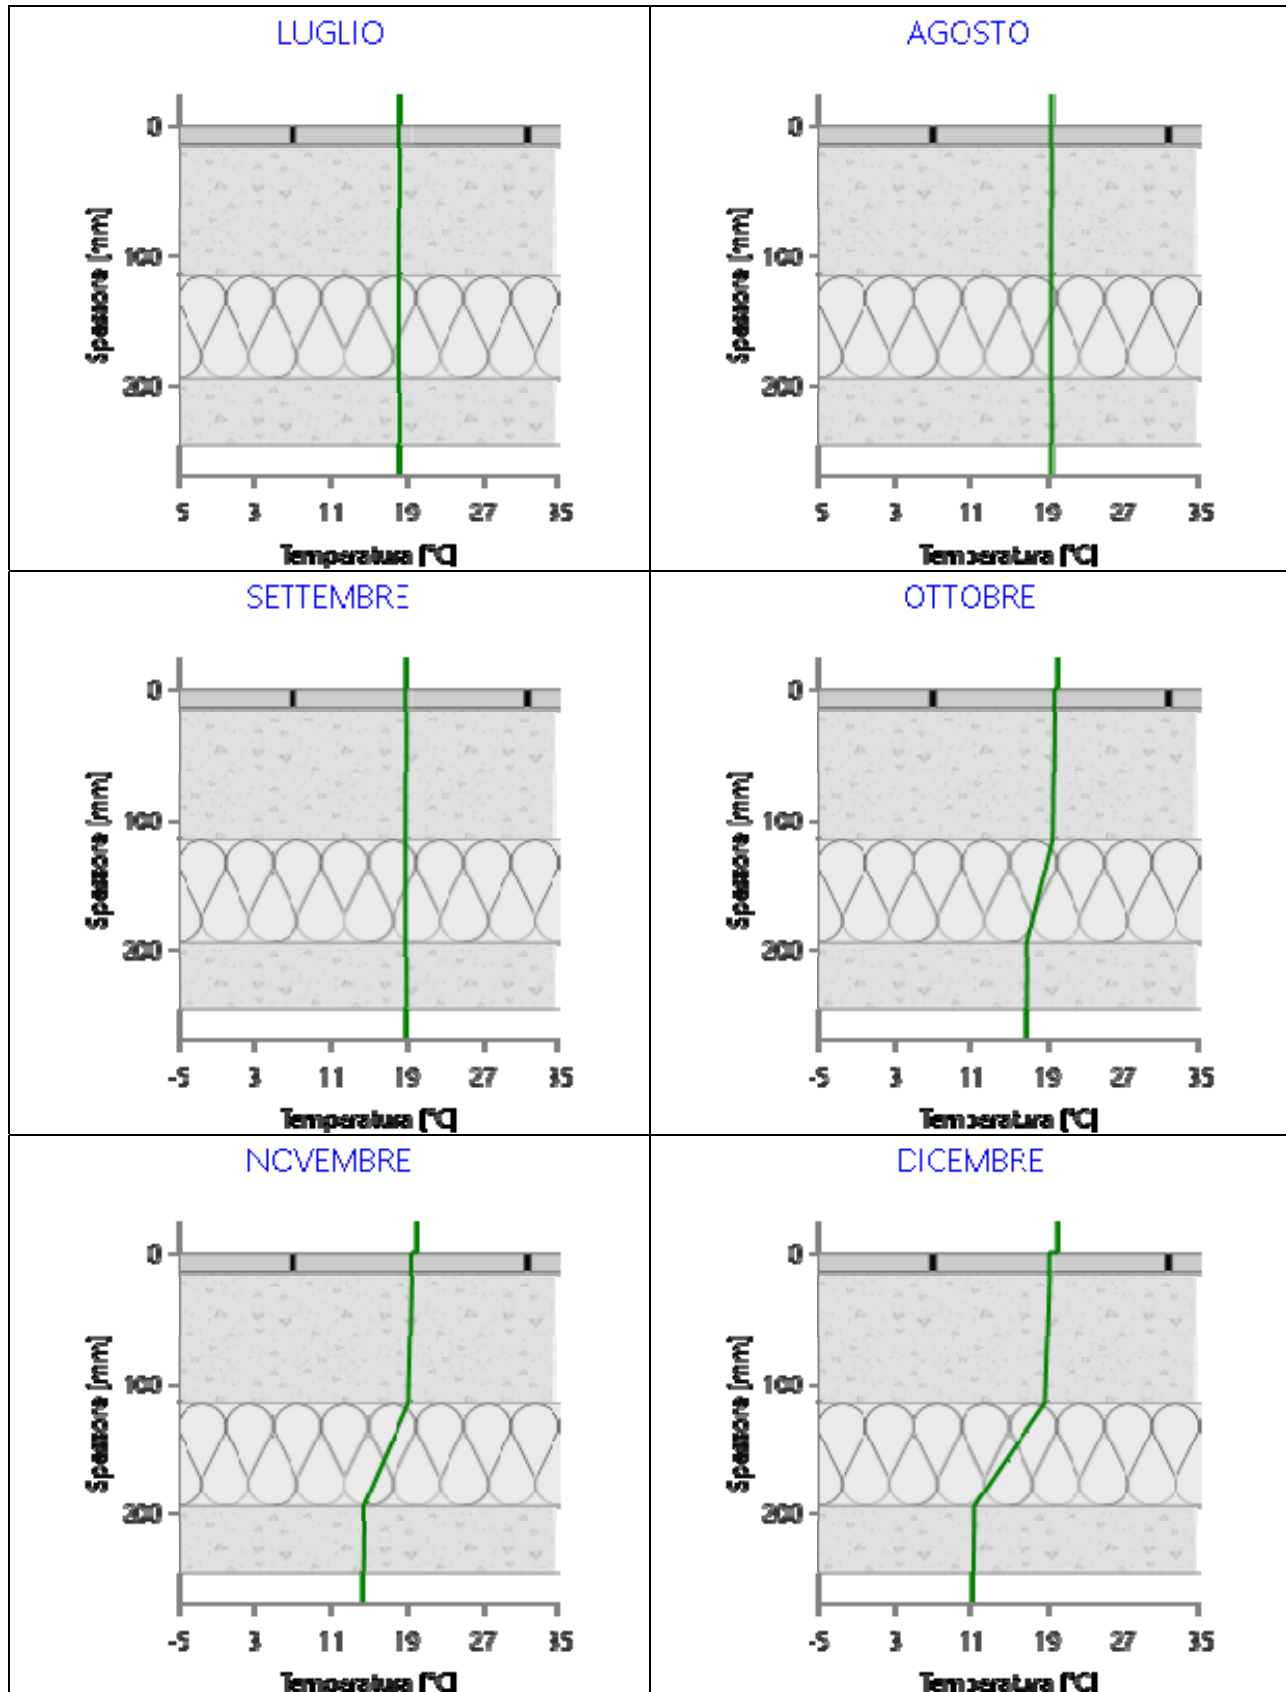 LUGLIO
0
100
200
Spessore [mm]
-5 3 11 19 27 35
Temperatura [°C]
AGOSTO
0
100
200
Spessore [mm]
-5 3 11 19 27 35
Temperatura [°C]
SETTEMBRE
0
100
200
Spessore [mm]
-5 3 11 19 27 35
Temperatura [°C]
OTTOBRE
0
100
200
Spessore [mm]
-5 3 11 19 27 35
Temperatura [°C]
NOVEMBRE
0
100
200
Spessore [mm]
-5 3 11 19 27 35
Temperatura [°C]
DICEMBRE
0
100
200
Spessore [mm]
-5 3 11 19 27 35
Temperatura [°C]